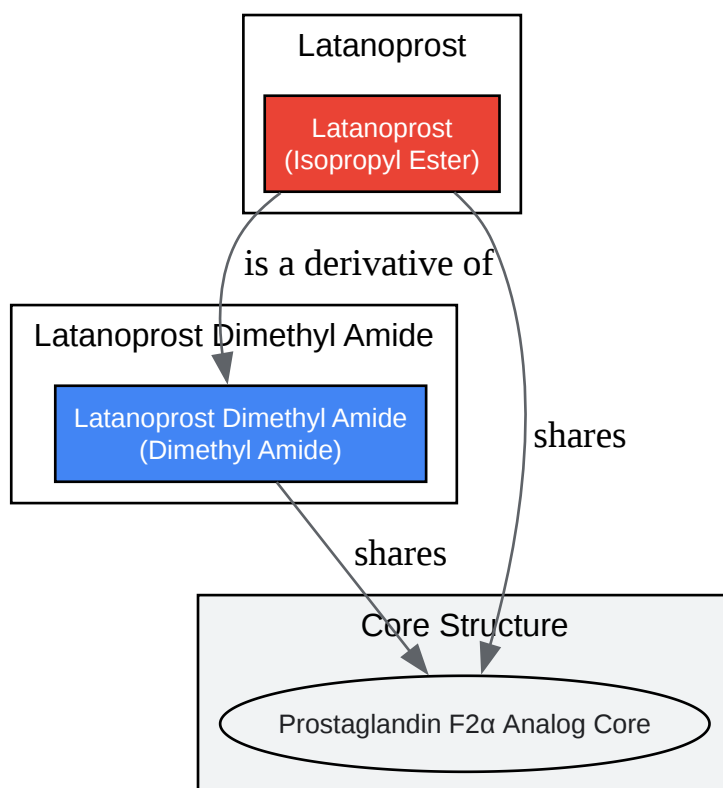 Latanoprost
Latanoprost
(Isopropyl Ester)
is a derivative of
Latanoprost Dimethyl Amide
Latanoprost Dimethyl Amide
(Dimethyl Amide)
shares
shares
Core Structure
Prostaglandin F2α Analog Core